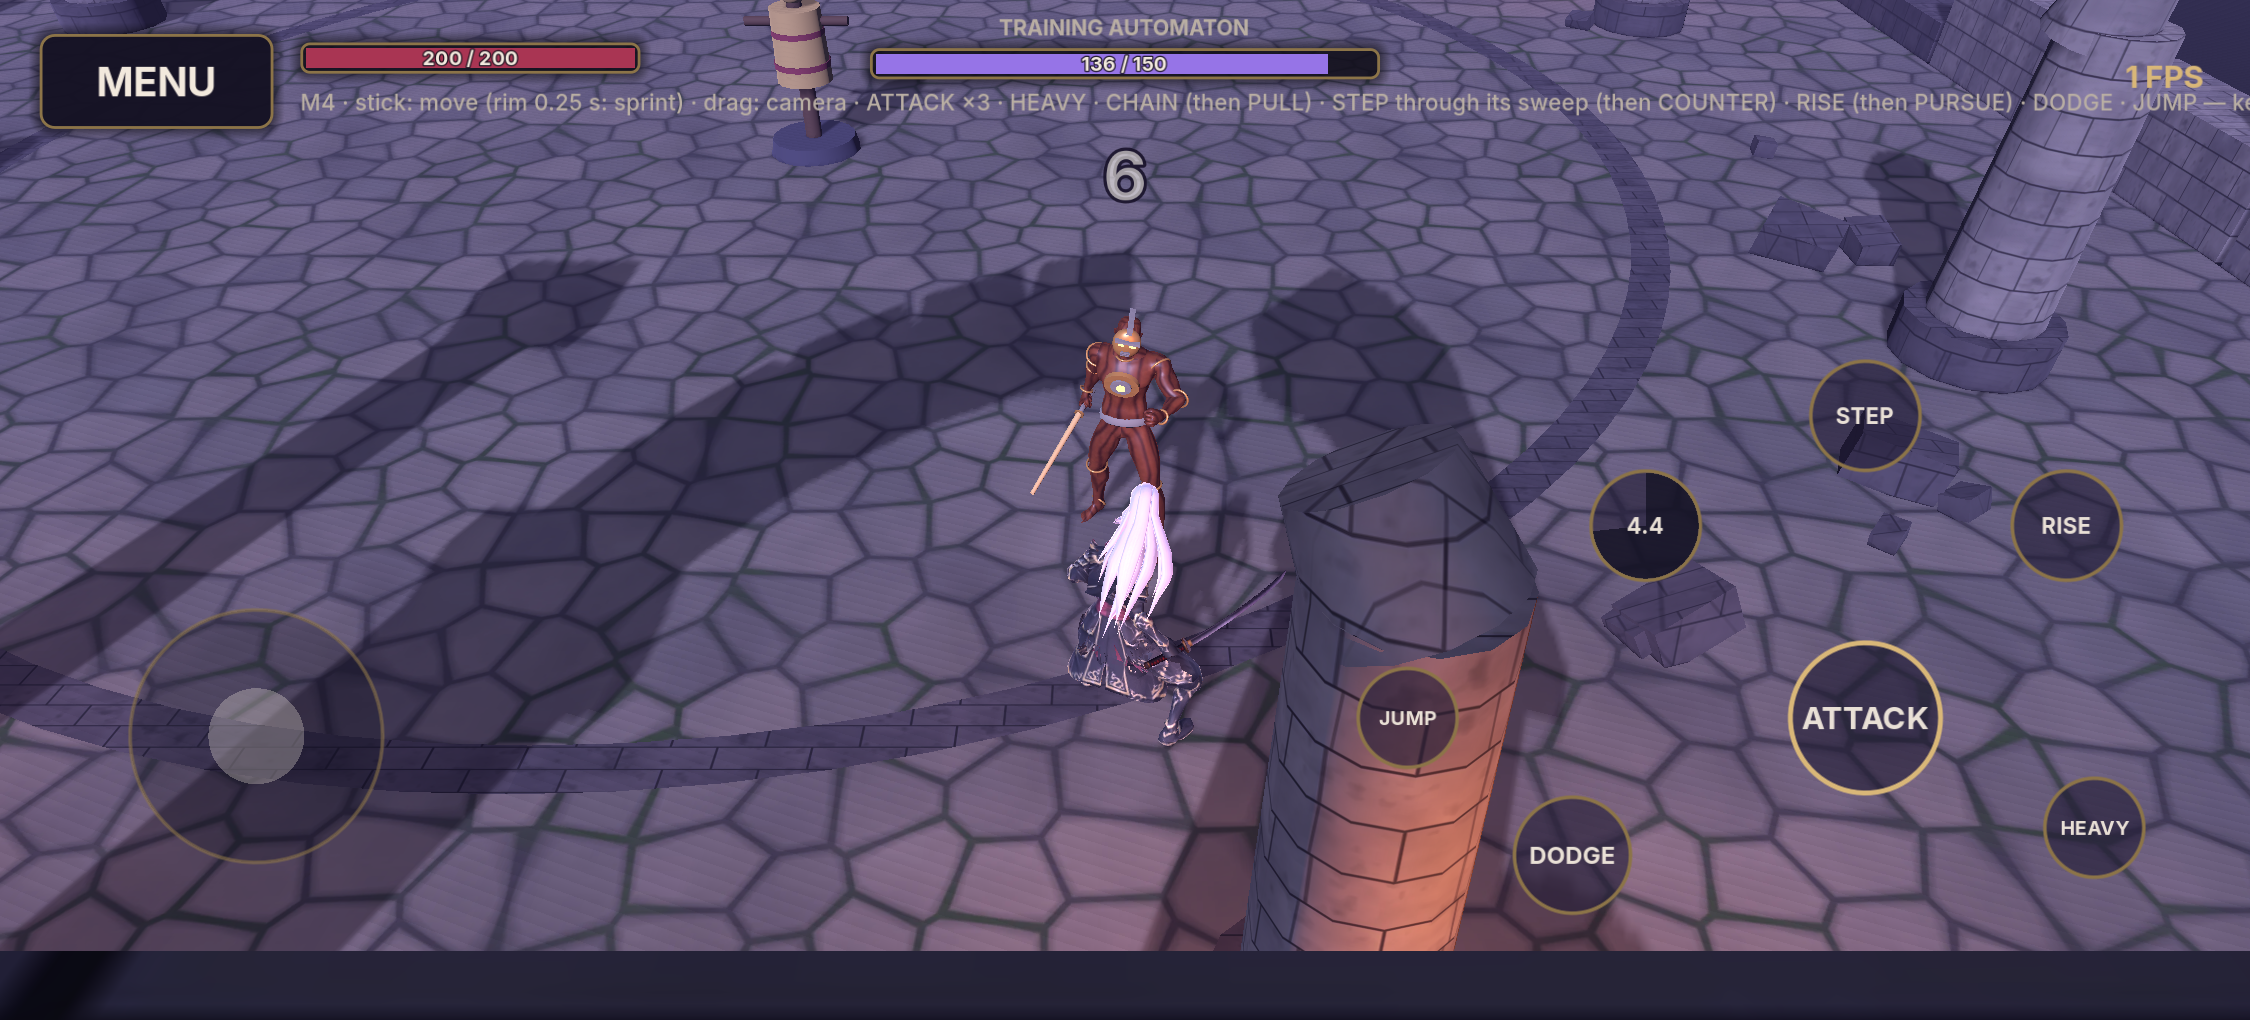 TRAINING AUTOMATON
MENU
200 / 200
136 / 150
1 FPS
M4 · stick: move (rim 0.25 s: sprint) · drag: camera · ATTACK ×3 · HEAVY · CHAIN (then PULL) · STEP through its sweep (then COUNTER) · RISE (then PURSUE) · DODGE · JUMP — ke
6
STEP
4.4
RISE
JUMP
ATTACK
HEAVY
DODGE